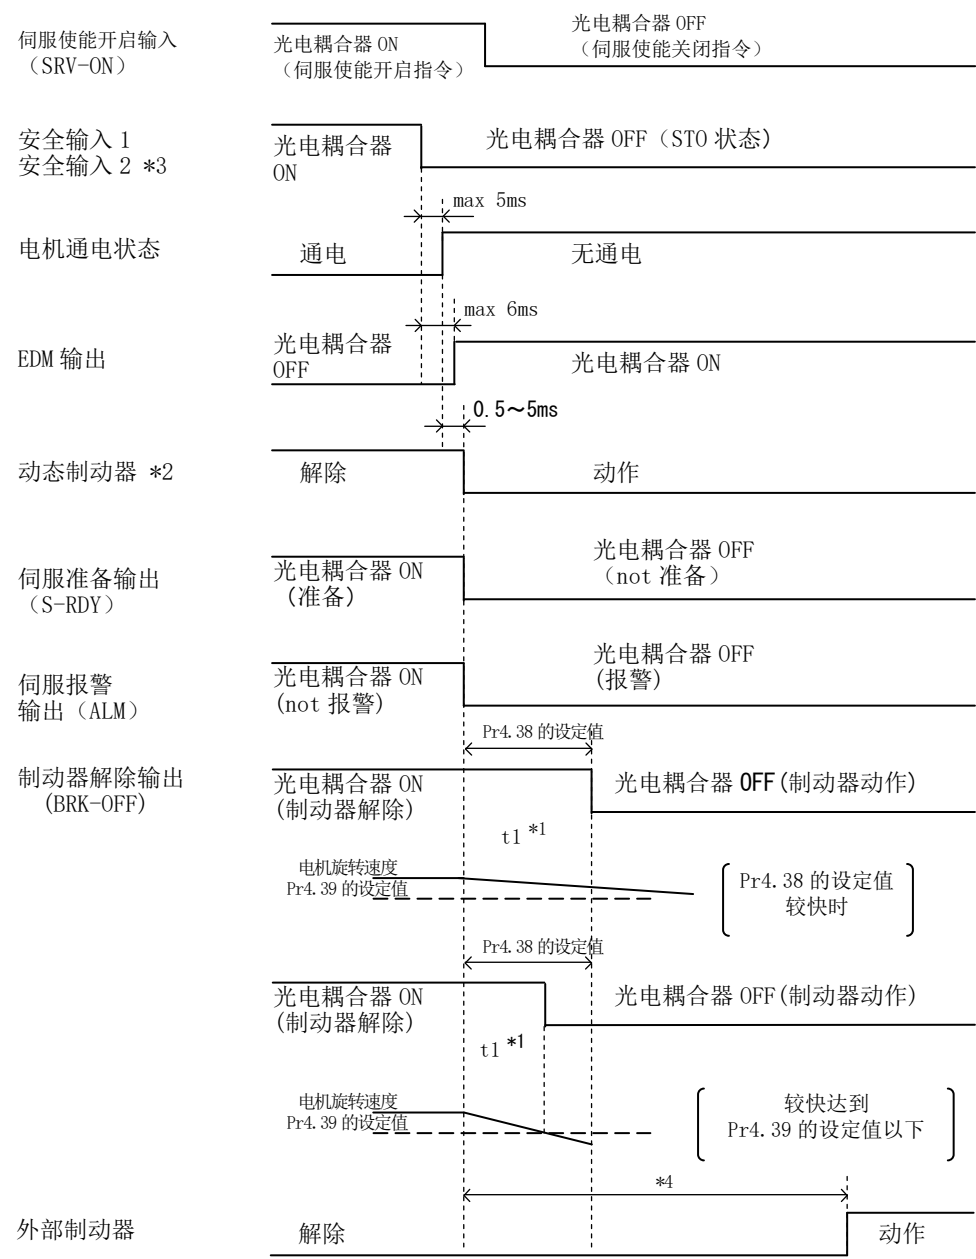 伺服使能开启输入
（SRV-ON）
光电耦合器 ON
（伺服使能开启指令）
光电耦合器 OFF
（伺服使能关闭指令）
安全输入 1
安全输入 2 *3
光电耦合器
ON
光电耦合器 OFF（STO 状态）
max 5ms
电机通电状态
通电
无通电
max 6ms
EDM 输出
光电耦合器
OFF
光电耦合器 ON
0.5～5ms
动态制动器 *2
解除
动作
伺服准备输出
（S-RDY）
光电耦合器 ON
（准备）
光电耦合器 OFF
（not 准备）
伺服报警
输出（ALM）
光电耦合器 ON
(not 报警)
光电耦合器 OFF
(报警)
Pr4.38 的设定值
制动器解除输出
(BRK-OFF)
光电耦合器 ON
(制动器解除)
光电耦合器 OFF(制动器动作)
t1 *1
电机旋转速度
Pr4.39 的设定值
Pr4.38 的设定值
较快时
Pr4.38 的设定值
光电耦合器 ON
(制动器解除)
光电耦合器 OFF(制动器动作)
t1 *1
电机旋转速度
Pr4.39 的设定值
较快达到
Pr4.39 的设定值以下
*4
外部制动器
解除
动作